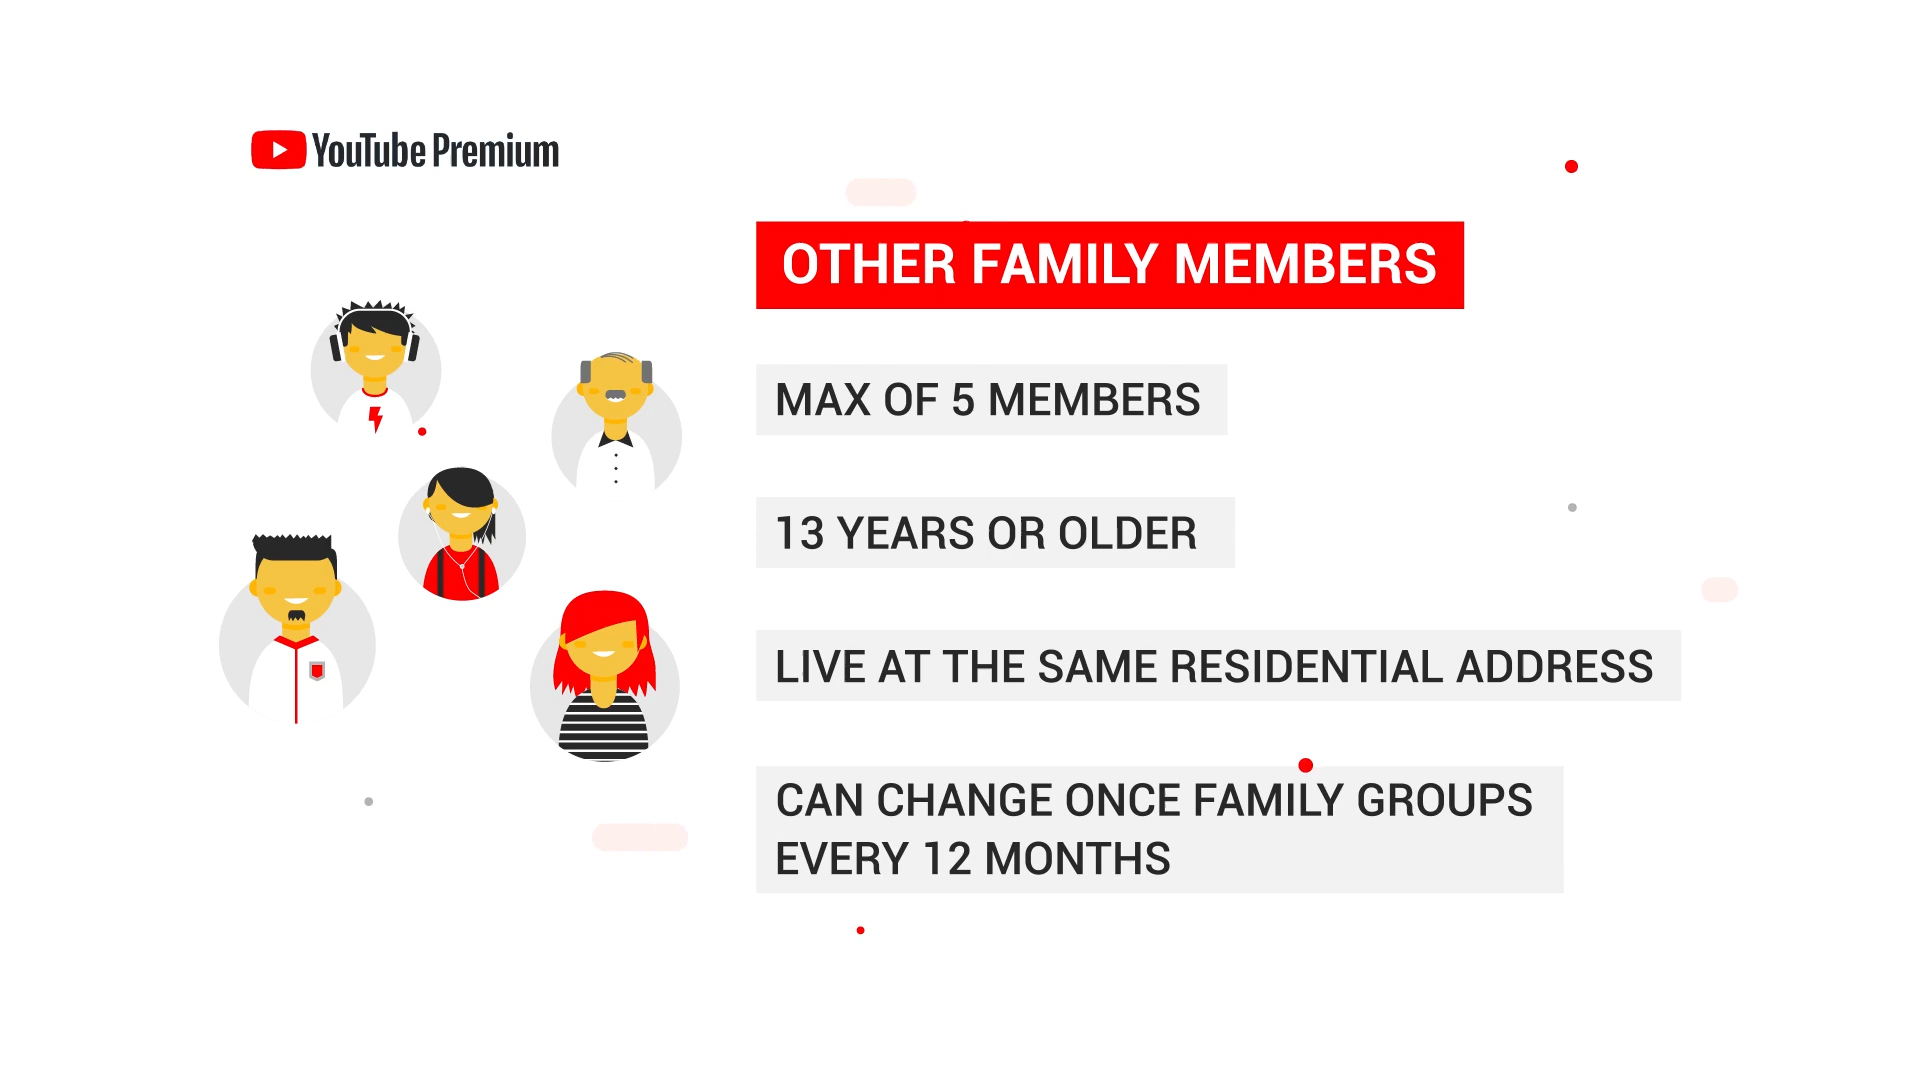 YouTube Premium
OTHER FAMILY MEMBERS
MAX OF 5 MEMBERS
13 YEARS OR OLDER
LIVE AT THE SAME RESIDENTIAL ADDRESS
CAN CHANGE ONCE FAMILY GROUPS
EVERY 12 MONTHS